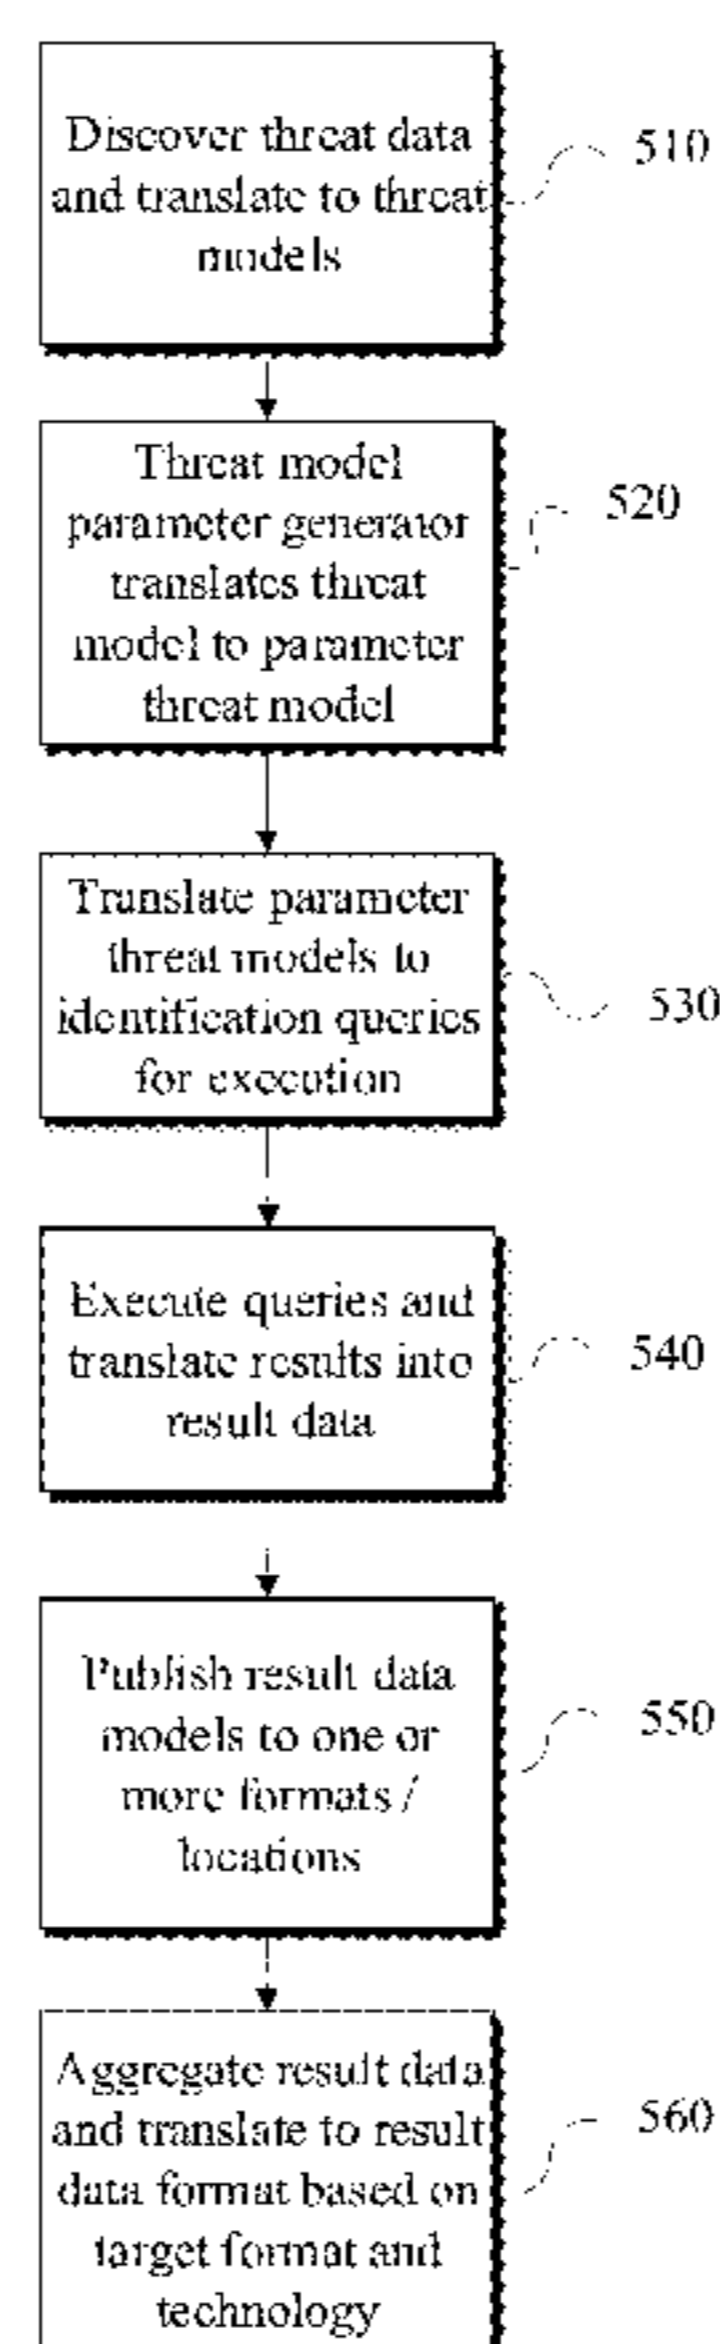 Discover threat data
and translate to threat
models
510
Threat model
parameter generator
translates threat
model to parameter
threat model
520
Translate parameter
threat models to
identification queries
for execution
530
Execute queries and
translate results into
result data
540
Publish result data
models to one or
more formats /
locations
550
Aggregate result data
and translate to result
data format based on
target format and
technology
560